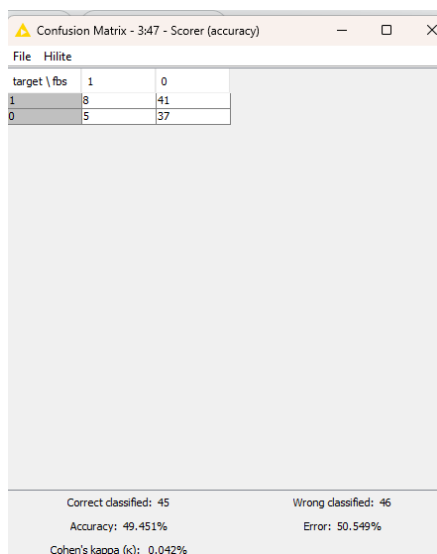 Confusion Matrix - 3:47 - Scorer (accuracy)
File Hilite
target \ fbs 1 0
1 8 41
0 5 37
Correct classified: 45 Wrong classified: 46
Accuracy: 49.451% Error: 50.549%
Cohen's kappa (κ): 0.042%